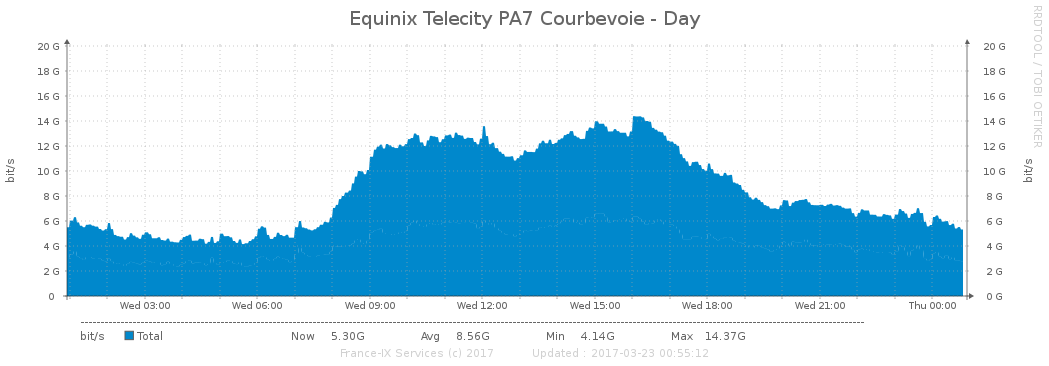 Equinix Telecity PA7 Courbevoie - Day
RRDTOOL / TOBI OETIKER
20 G 20 G
18 G 18 G
16 G 16 G
14 G 14 G
12 G 12 G
10 G 10 G
8 G 8 G
6 G 6 G
4 G 4 G
2 G 2 G
0 0 G
bit/s bit/s
Wed 03:00 Wed 06:00 Wed 09:00 Wed 12:00 Wed 15:00 Wed 18:00 Wed 21:00 Thu 00:00
bit/s Total Now 5.30G Avg 8.56G Min 4.14G Max 14.37G
France-IX Services (c) 2017 Updated : 2017-03-23 00:55:12